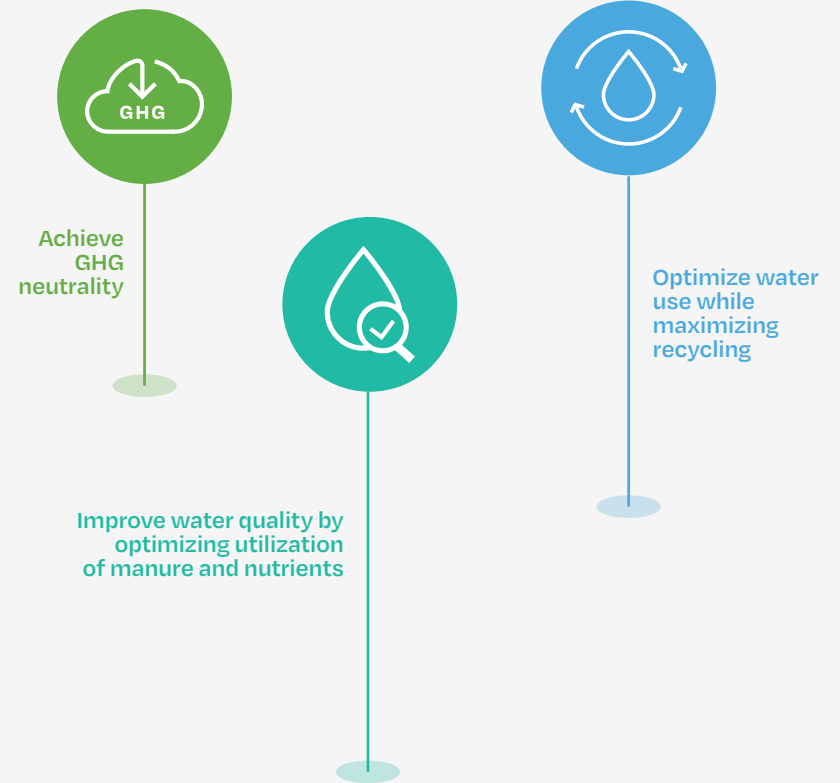 GHG
Achieve
GHG
neutrality
Optimize water
use while
maximizing
recycling
Improve water quality by
optimizing utilization
of manure and nutrients